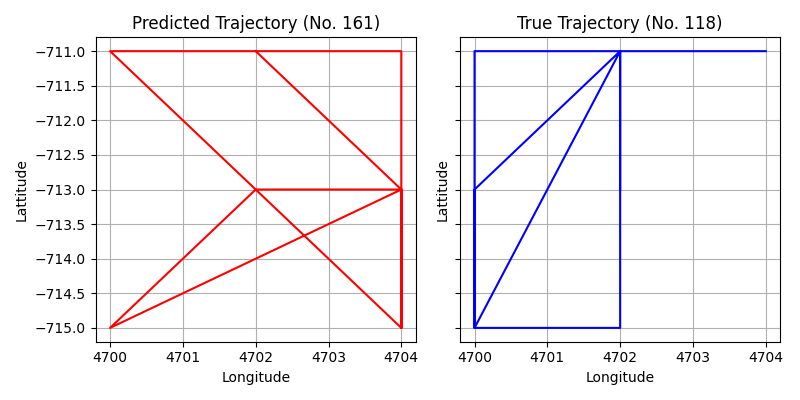 Predicted Trajectory (No. 161)
True Trajectory (No. 118)
−711.0
−711.5
−712.0
−712.5
−713.0
−713.5
−714.0
−714.5
−715.0
Lattitude
Lattitude
4700 4701 4702 4703 4704
4700 4701 4702 4703 4704
Longitude
Longitude